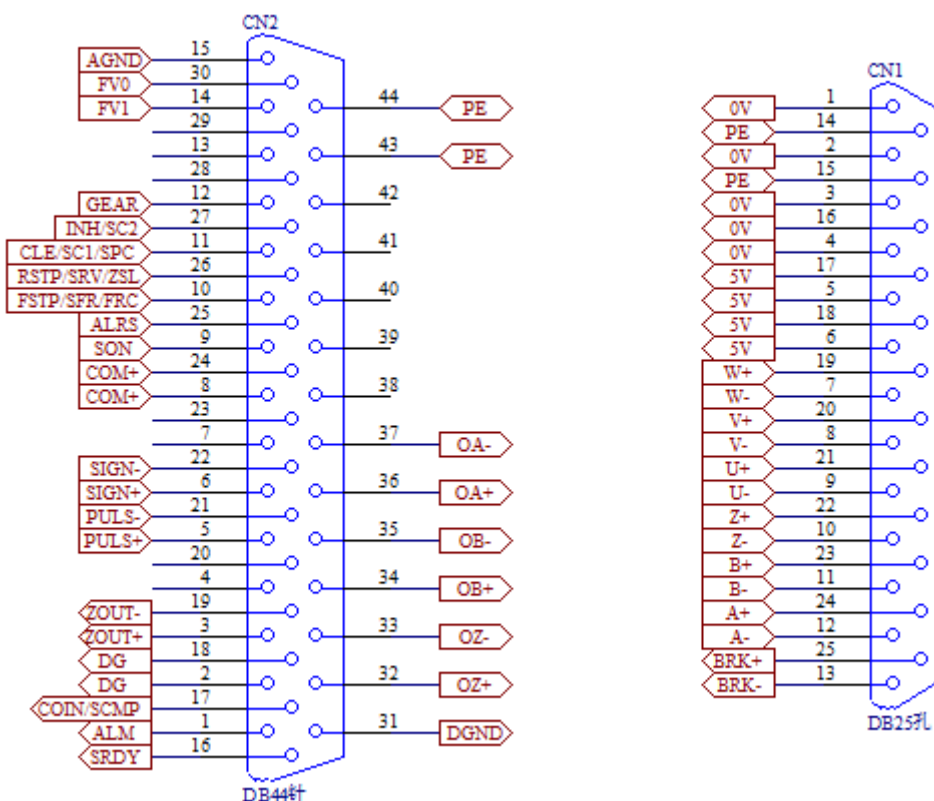 CN2
AGND 15
FV0 30
FV1 14
29
13
28
GEAR 12
INH/SC2 27
CLE/SC1/SPC 11
RSTP/SRV/ZSL 26
FSTP/SFR/FRC 10
ALRS 25
SON 9
COM+ 24
COM+ 8
23
7
SIGN- 22
SIGN+ 6
PULS- 21
PULS+ 5
20
4
ZOUT- 19
ZOUT+ 3
DG 18
DG 2
COIN/SCMP 17
ALM 1
SRDY 16
44 PE
43 PE
42
41
40
39
38
37 OA-
36 OA+
35 OB-
34 OB+
33 OZ-
32 OZ+
31 DGND
DB44针
CN1
0V 1
PE 14
0V 2
PE 15
0V 3
0V 16
0V 4
5V 17
5V 5
5V 18
5V 6
W+ 19
W- 7
V+ 20
V- 8
U+ 21
U- 9
Z+ 22
Z- 10
B+ 23
B- 11
A+ 24
A- 12
BRK+ 25
BRK- 13
DB25孔